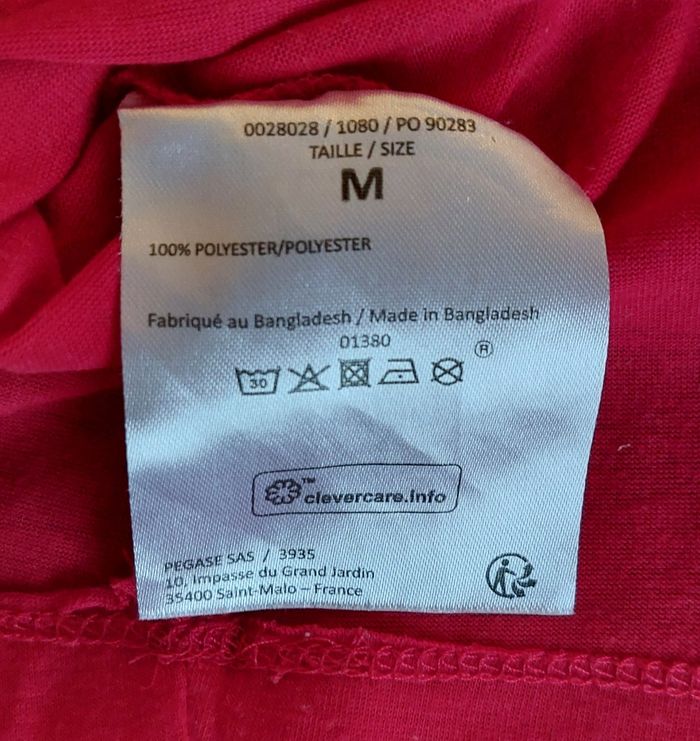 0028028 / 1080 / PO 90283
TAILLE / SIZE
M
100% POLYESTER/POLYESTER
Fabriqué au Bangladesh / Made in Bangladesh
01380
®
30
™
clevercare.info
PEGASE SAS / 3935
10, Impasse du Grand Jardin
35400 Saint-Malo – France